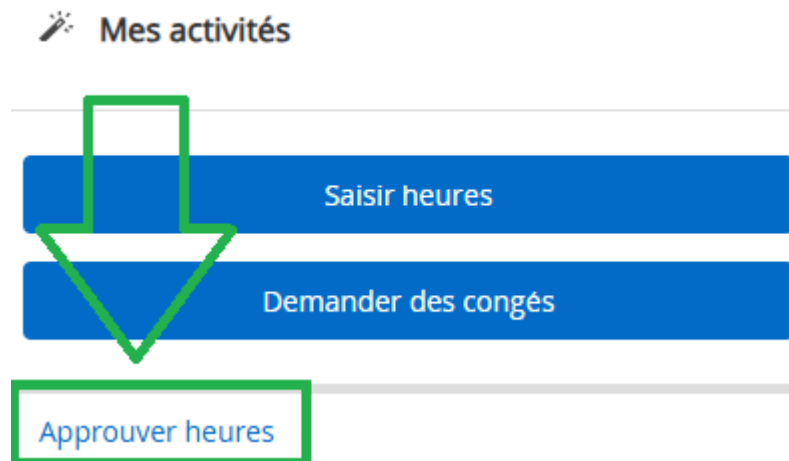 Mes activités
Saisir heures
Demander des congés
Approuver heures